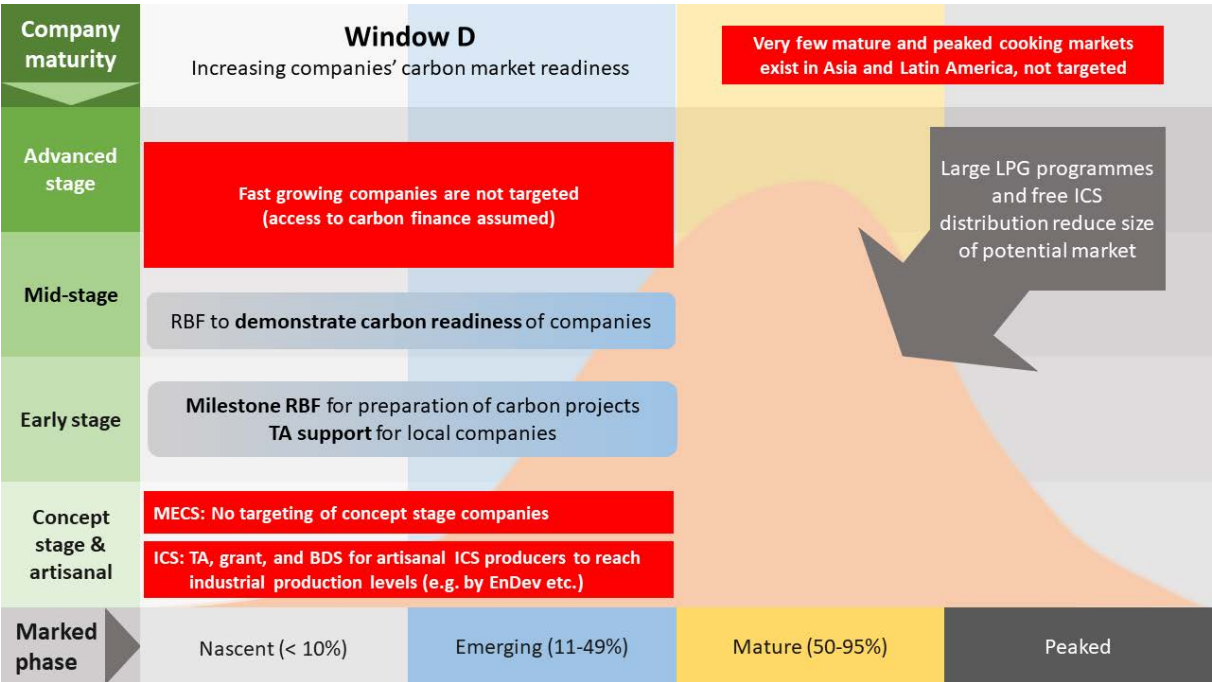 Company
maturity
Window D
Increasing companies' carbon market readiness
Very few mature and peaked cooking markets
exist in Asia and Latin America, not targeted
Advanced
stage
Fast growing companies are not targeted
(access to carbon finance assumed)
Large LPG programmes
and free ICS
distribution reduce size
of potential market
Mid-stage
RBF to demonstrate carbon readiness of companies
Early stage
Milestone RBF for preparation of carbon projects
TA support for local companies
Concept
stage &
artisanal
MECS: No targeting of concept stage companies
ICS: TA, grant, and BDS for artisanal ICS producers to reach
industrial production levels (e.g. by EnDev etc.)
Marked
phase
Nascent (< 10%)
Emerging (11-49%)
Mature (50-95%)
Peaked